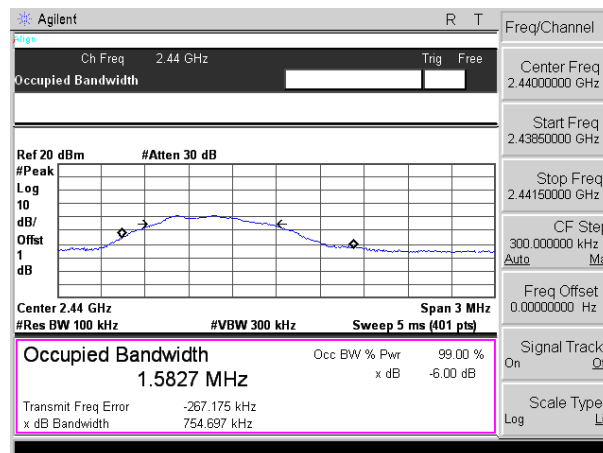 Agilent R T
Align
Ch Freq 2.44 GHz Trig Free
Occupied Bandwidth
Ref 20 dBm #Atten 30 dB
#Peak
Log
10
dB/
Offst
1
dB
Center 2.44 GHz Span 3 MHz
#Res BW 100 kHz #VBW 300 kHz Sweep 5 ms (401 pts)
Occupied Bandwidth Occ BW % Pwr 99.00 %
1.5827 MHz x dB -6.00 dB
Transmit Freq Error -267.175 kHz
x dB Bandwidth 754.697 kHz
Freq/Channel
Center Freq
2.44000000 GHz
Start Freq
2.43850000 GHz
Stop Freq
2.44150000 GHz
CF Step
300.000000 kHz
Auto Ma
Freq Offset
0.00000000 Hz
Signal Track
On O
Scale Type
Log L